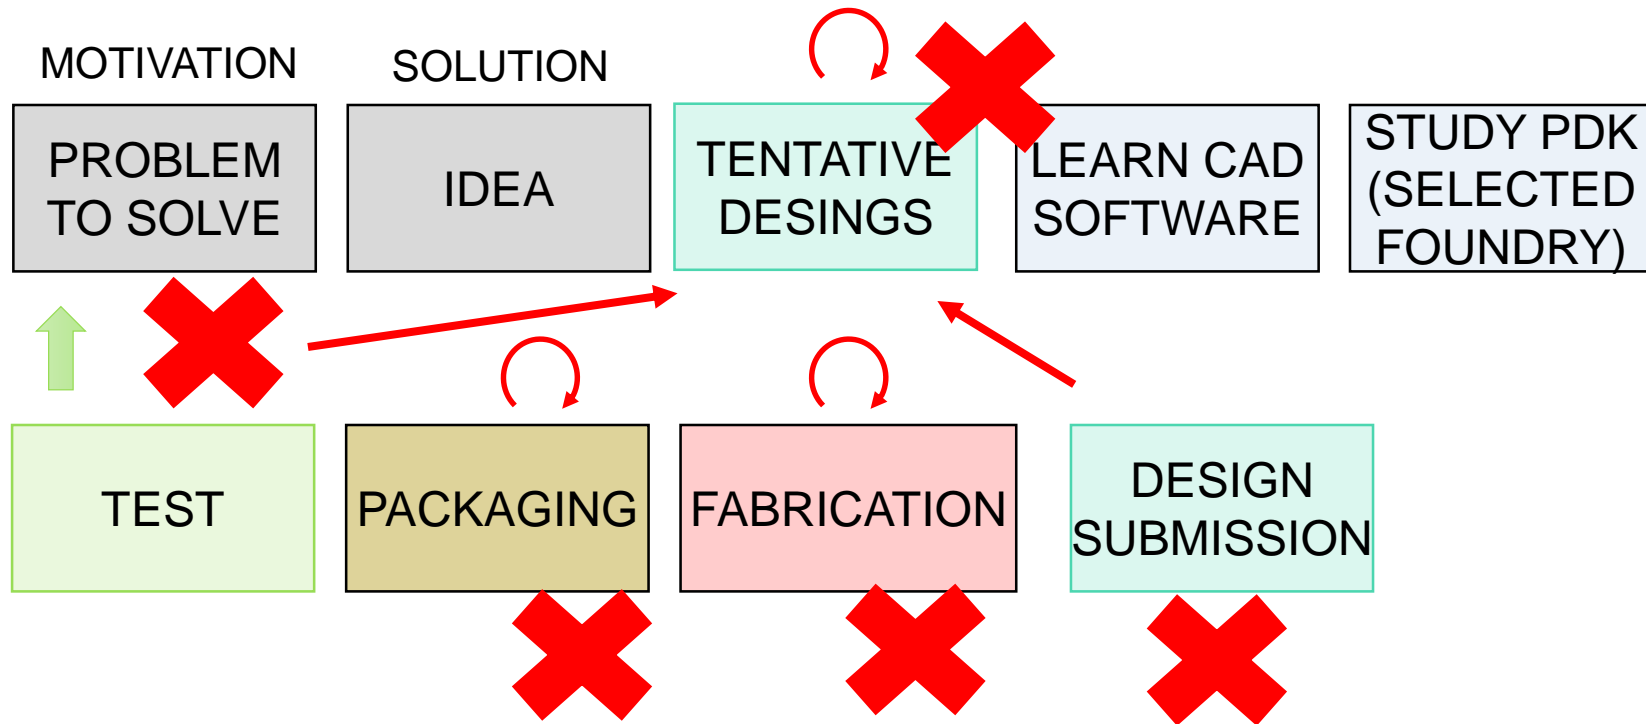 MOTIVATION
SOLUTION
PROBLEM
TO SOLVE
IDEA
TENTATIVE
DESINGS
LEARN CAD
SOFTWARE
STUDY PDK
(SELECTED
FOUNDRY)
TEST
PACKAGING
FABRICATION
DESIGN
SUBMISSION